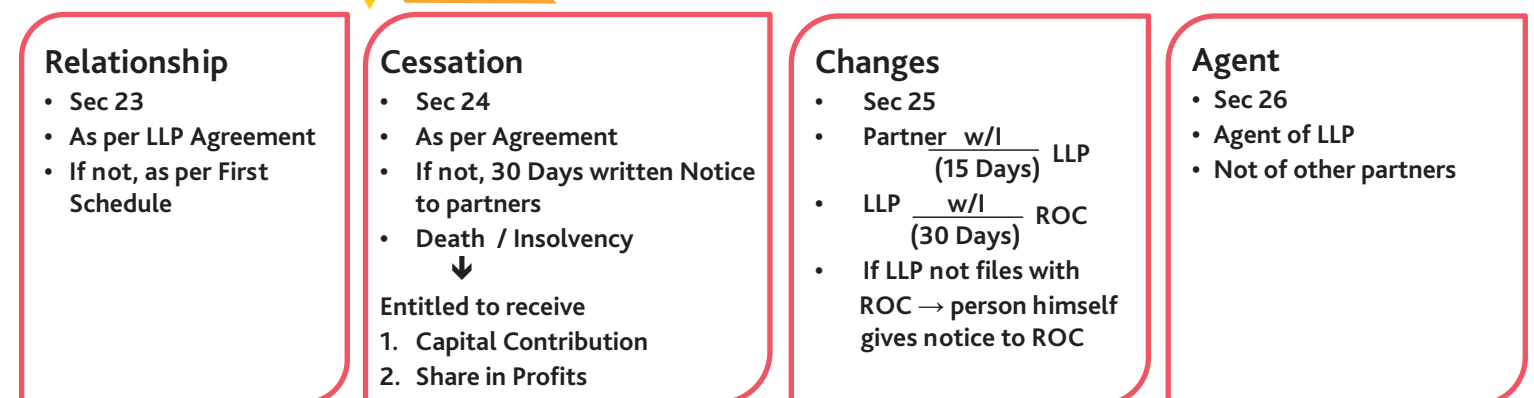 Relationship
• Sec 23
• As per LLP Agreement
• If not, as per First
Schedule
Cessation
• Sec 24
• As per Agreement
• If not, 30 Days written Notice
to partners
• Death / Insolvency
🡻
Entitled to receive
1. Capital Contribution
2. Share in Profits
Changes
• Sec 25
• Partner w/I LLP
(15 Days)
• LLP w/I ROC
(30 Days)
• If LLP not files with
ROC → person himself
gives notice to ROC
Agent
• Sec 26
• Agent of LLP
• Not of other partners